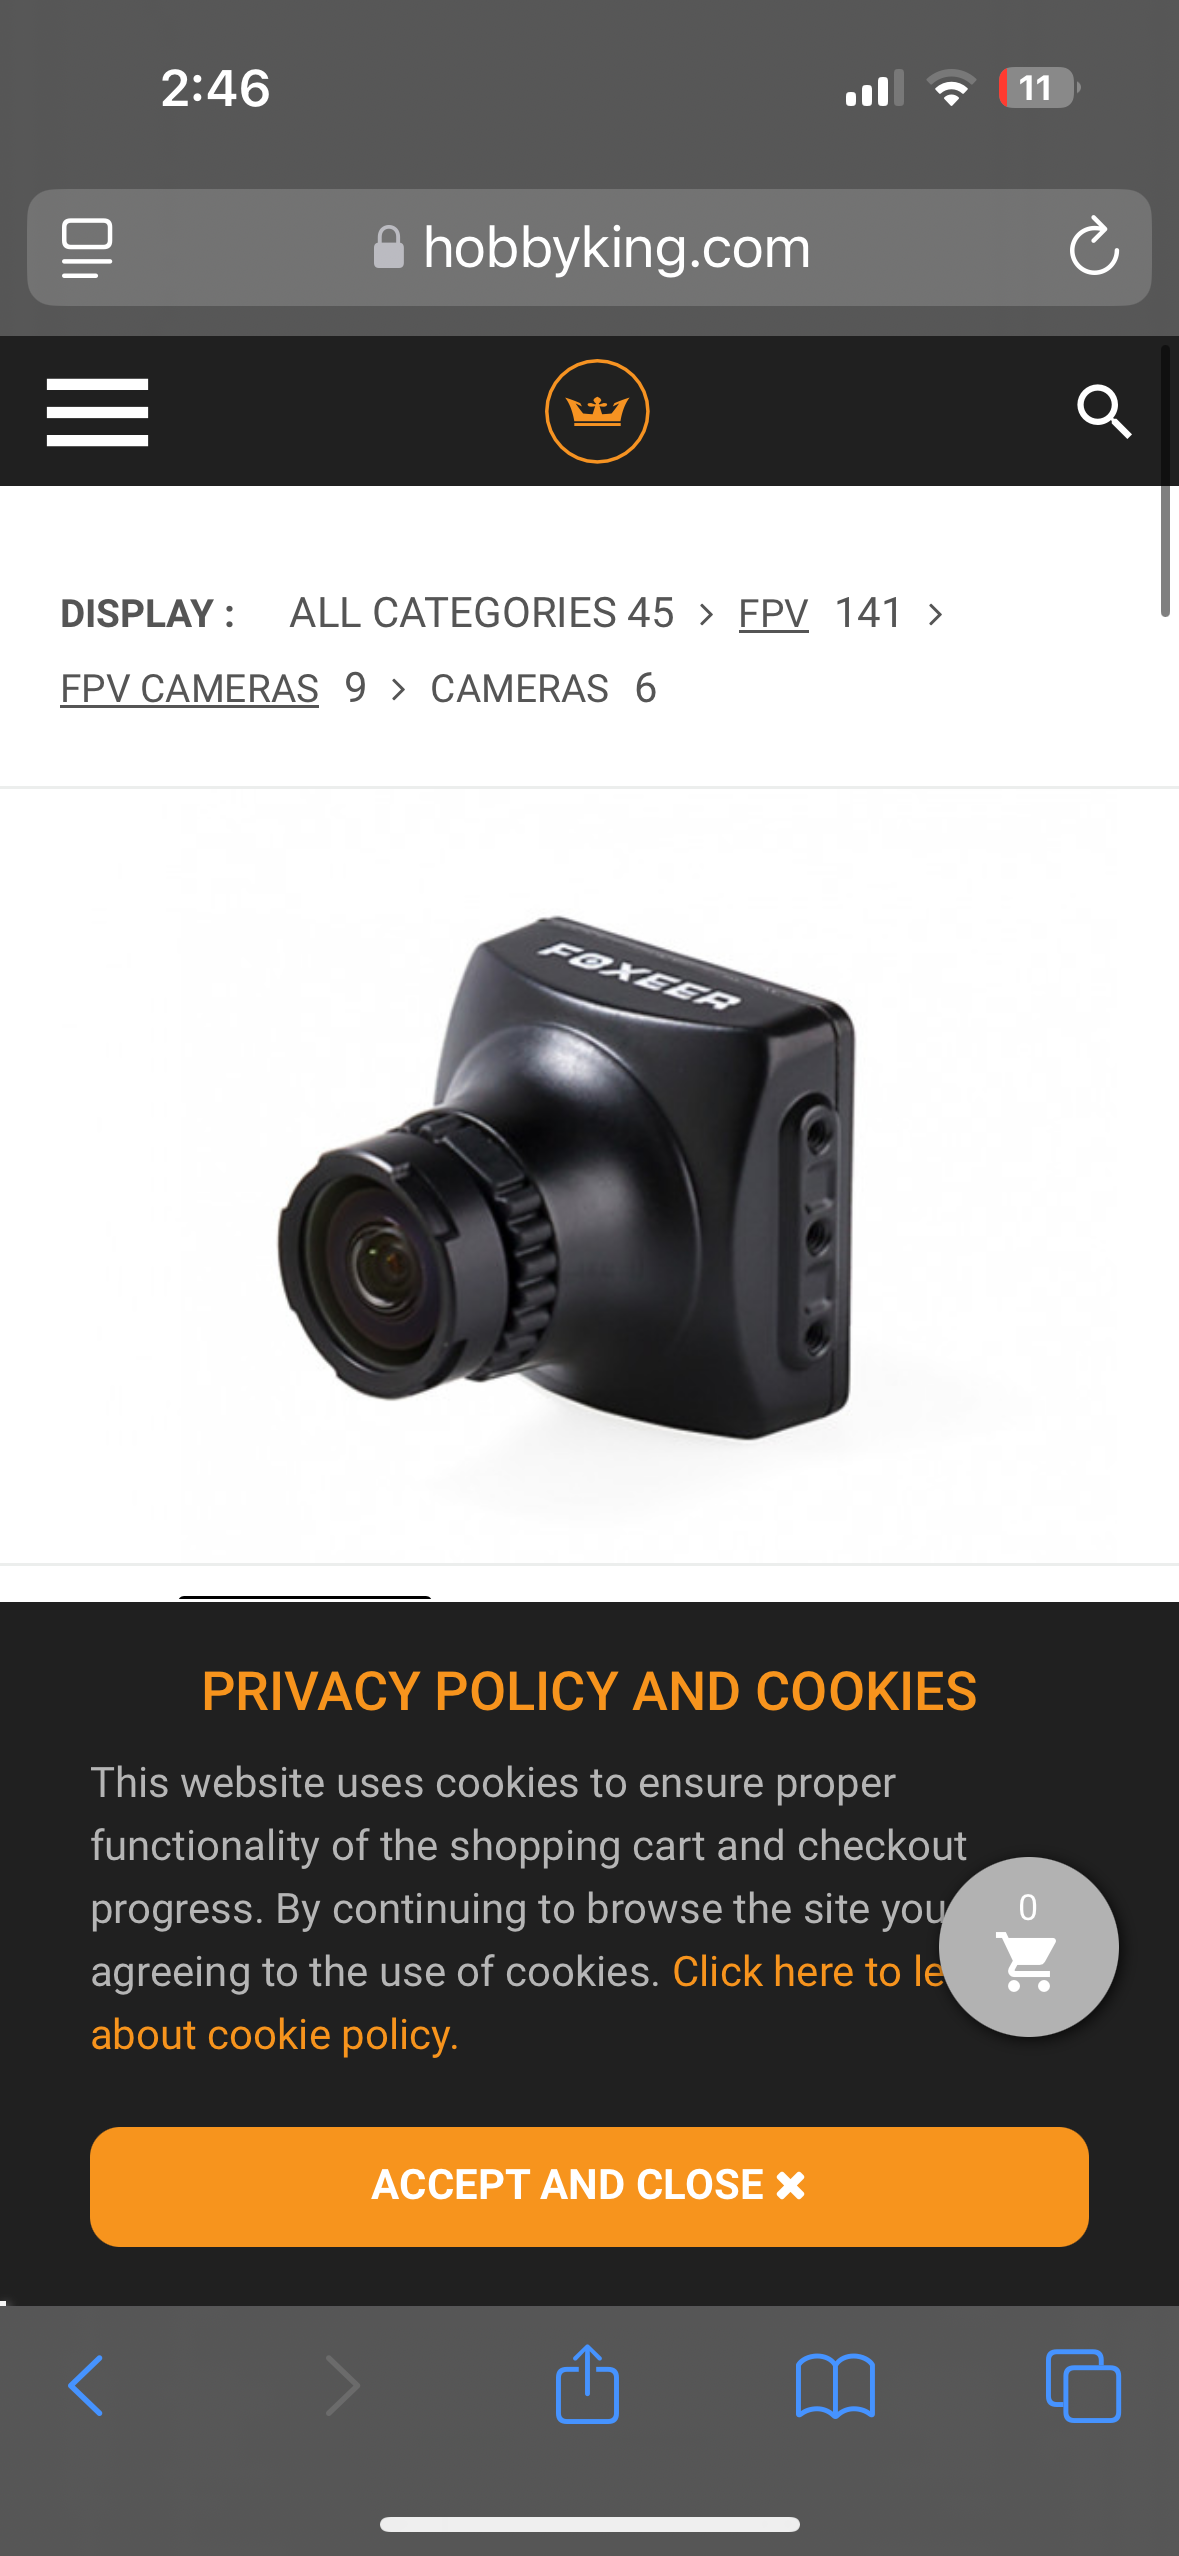 2:46
11
hobbyking.com
DISPLAY : ALL CATEGORIES 45 > FPV 141 >
FPV CAMERAS 9 > CAMERAS 6
FOXEER
PRIVACY POLICY AND COOKIES
This website uses cookies to ensure proper
functionality of the shopping cart and checkout
progress. By continuing to browse the site you
0
agreeing to the use of cookies. Click here to le
about cookie policy.
ACCEPT AND CLOSE ✖